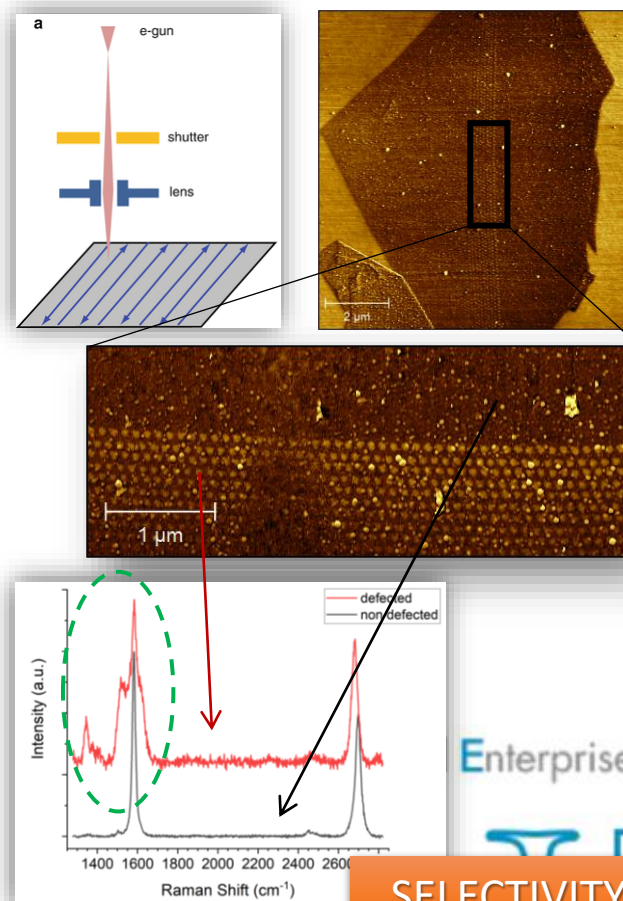 a
e-gun
shutter
lens
2 µm
1 µm
defected
non defected
Intensity (a.u.)
1400 1600 1800 2000 2200 2400
Raman Shift (cm⁻¹)
Enterprise
SELECTIVITY